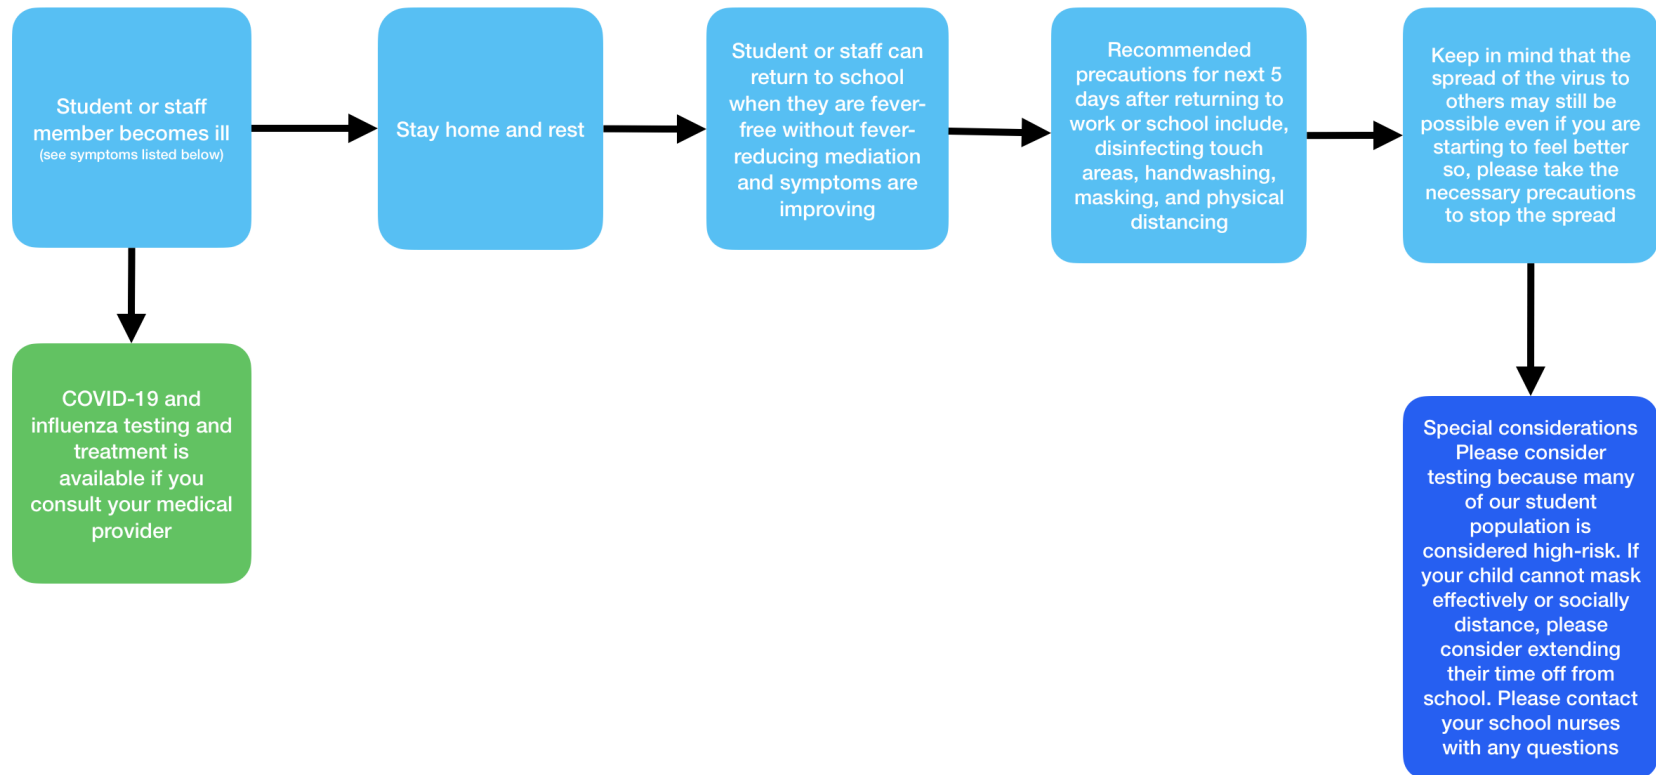 Student or staff
member becomes ill
(see symptoms listed below)
Stay home and rest
Student or staff can
return to school
when they are fever-
free without fever-
reducing mediation
and symptoms are
improving
Recommended
precautions for next 5
days after returning to
work or school include,
disinfecting touch
areas, handwashing,
masking, and physical
distancing
Keep in mind that the
spread of the virus to
others may still be
possible even if you are
starting to feel better
so, please take the
necessary precautions
to stop the spread
COVID-19 and
influenza testing and
treatment is
available if you
consult your medical
provider
Special considerations
Please consider
testing because many
of our student
population is
considered high-risk. If
your child cannot mask
effectively or socially
distance, please
consider extending
their time off from
school. Please contact
your school nurses
with any questions